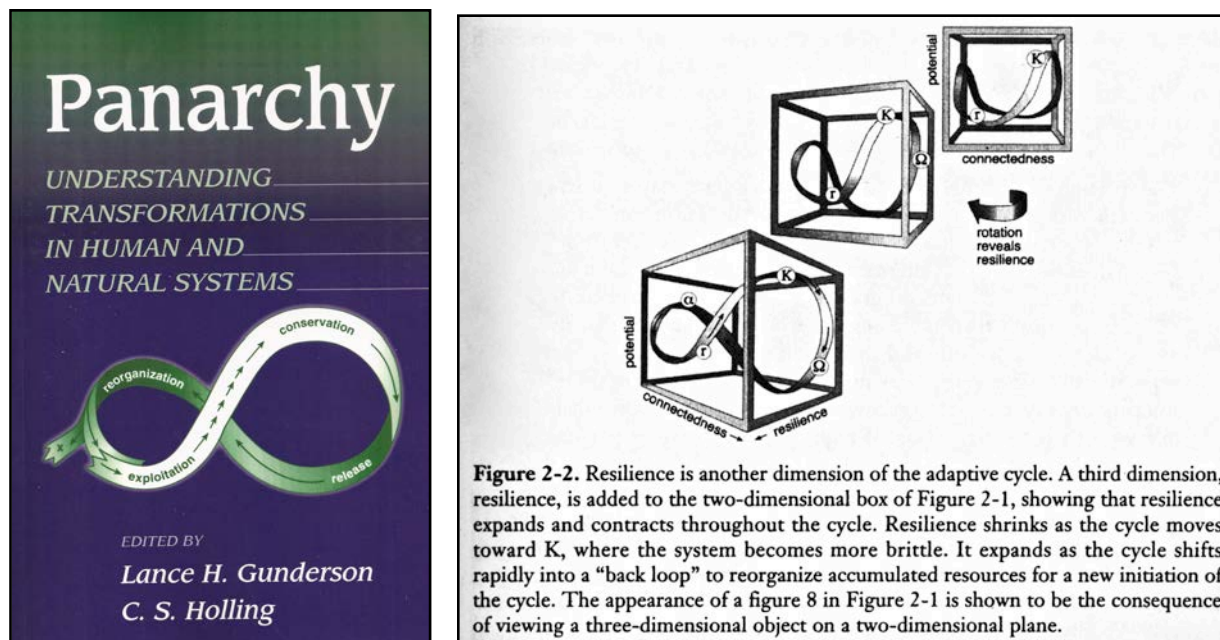 Panarchy
UNDERSTANDING
TRANSFORMATIONS
IN HUMAN AND
NATURAL SYSTEMS
conservation
reorganization
x
exploitation
release
EDITED BY
Lance H. Gunderson
C. S. Holling
potential
K
r
connectedness
K
Ω
r
rotation
reveals
resilience
potential
α
K
r
Ω
connectedness
resilience
Figure 2-2. Resilience is another dimension of the adaptive cycle. A third dimension,
resilience, is added to the two-dimensional box of Figure 2-1, showing that resilience
expands and contracts throughout the cycle. Resilience shrinks as the cycle moves
toward K, where the system becomes more brittle. It expands as the cycle shifts
rapidly into a “back loop” to reorganize accumulated resources for a new initiation of
the cycle. The appearance of a figure 8 in Figure 2-1 is shown to be the consequence
of viewing a three-dimensional object on a two-dimensional plane.